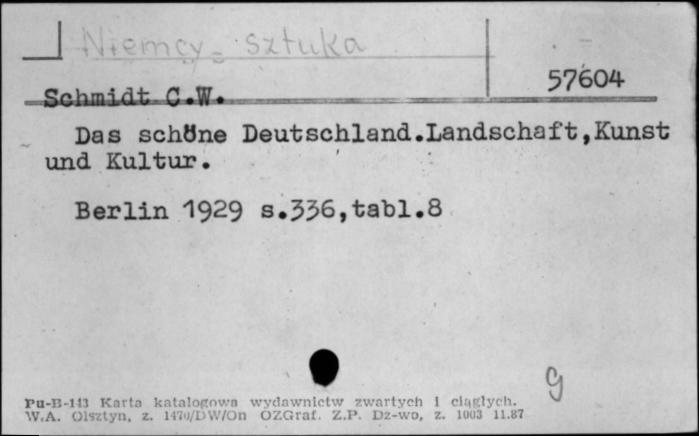 Niemcy - sztuka
57604
Schmidt C.W.
Das schöne Deutschland.Landschaft,Kunst
und Kultur.
Berlin 1929 s.336,tabl.8
g
Pu-B-143 Karta katalogowa wydawnictw zwartych i ciągłych.
W.A. Olsztyn, z. 1470/DW/On OZGraf. Z.P. Dz-wo, z. 1003 11.87